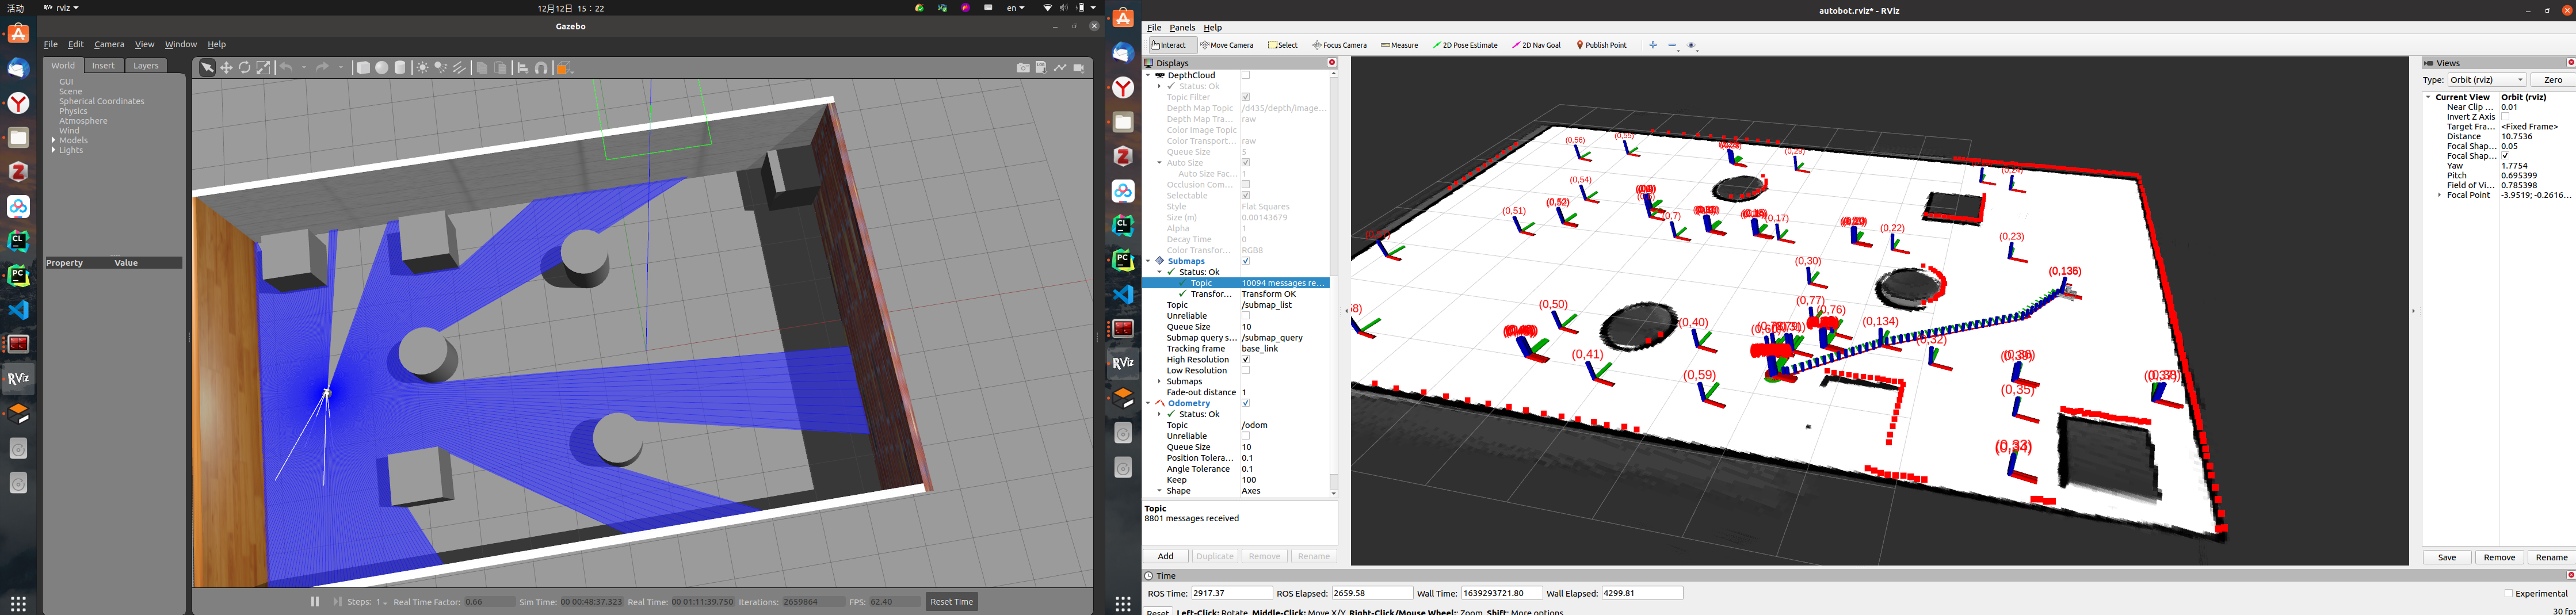 活动 rviz 12月12日 15：22 en
Gazebo
File Edit Camera View Window Help
World Insert Layers
GUI
Scene
Spherical Coordinates
Physics
Atmosphere
Wind
Models
Lights
Property Value
Steps: 1 Real Time Factor: 0.66 Sim Time: 00 00:48:37.323 Real Time: 00 01:11:39.750 Iterations: 2659864 FPS: 62.40 Reset Time
autobot.rviz* - RViz
File Panels Help
Interact Move Camera Select Focus Camera Measure 2D Pose Estimate 2D Nav Goal Publish Point
Displays
DepthCloud
Status: Ok
Topic Filter
Depth Map Topic /d435/depth/image...
Depth Map Tra... raw
Color Image Topic
Color Transport... raw
Queue Size 5
Auto Size
Auto Size Fac... 1
Occlusion Com...
Selectable
Style Flat Squares
Size (m) 0.00143679
Alpha 1
Decay Time 0
Color Transfor... RGB8
Submaps
Status: Ok
Topic 10094 messages re...
Transfor... Transform OK
Topic /submap_list
Unreliable
Queue Size 10
Submap query s... /submap_query
Tracking frame base_link
High Resolution
Low Resolution
Submaps
Fade-out distance 1
Odometry
Status: Ok
Topic /odom
Unreliable
Queue Size 10
Position Tolera... 0.1
Angle Tolerance 0.1
Keep 100
Shape Axes
Topic
8801 messages received
Add Duplicate Remove Rename
(0,56)
(0,55)
(0,29)
(0,54)
(0,51)
(0,52)
(0,7)
(0,17)
(0,22)
(0,23)
(0,30)
(0,136)
(0,50)
(0,77)
(0,76)
(0,40)
(0,134)
(0,32)
(0,41)
(0,59)
(0,35)
Views
Type: Orbit (rviz) Zero
Current View Orbit (rviz)
Near Clip ... 0.01
Invert Z Axis
Target Fra... <Fixed Frame>
Distance 10.7536
Focal Shap... 0.05
Focal Shap...
Yaw 1.7754
Pitch 0.695399
Field of Vi... 0.785398
Focal Point -3.9519; -0.2616...
Save Remove Rename
Time
ROS Time: 2917.37 ROS Elapsed: 2659.58 Wall Time: 1639293721.80 Wall Elapsed: 4299.81 Experimental
Reset Left-Click: Rotate. Middle-Click: Move X/Y. Right-Click/Mouse Wheel:: Zoom. Shift: More options. 30 fps